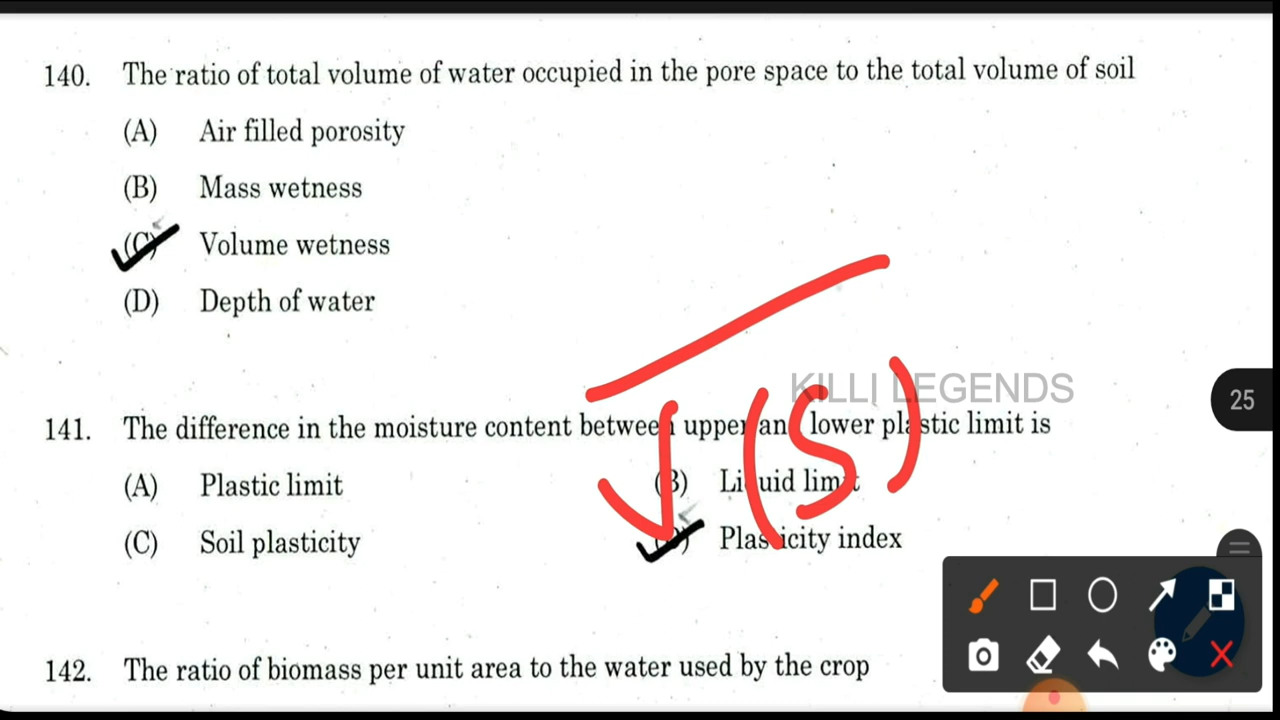 140. The ratio of total volume of water occupied in the pore space to the total volume of soil
(A) Air filled porosity
(B) Mass wetness
(C) Volume wetness
(D) Depth of water
KILLI LEGENDS
25
141. The difference in the moisture content between upper and lower plastic limit is
(A) Plastic limit (B) Liquid limit
(C) Soil plasticity (D) Plasticity index
(S)
142. The ratio of biomass per unit area to the water used by the crop